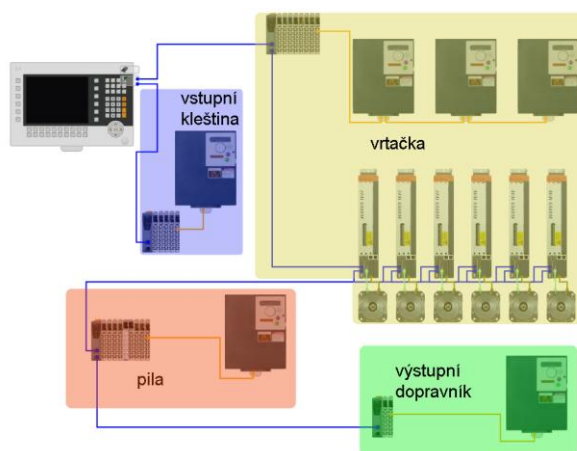 vstupní
kleština
vrtačka
pila
výstupní
dopravník